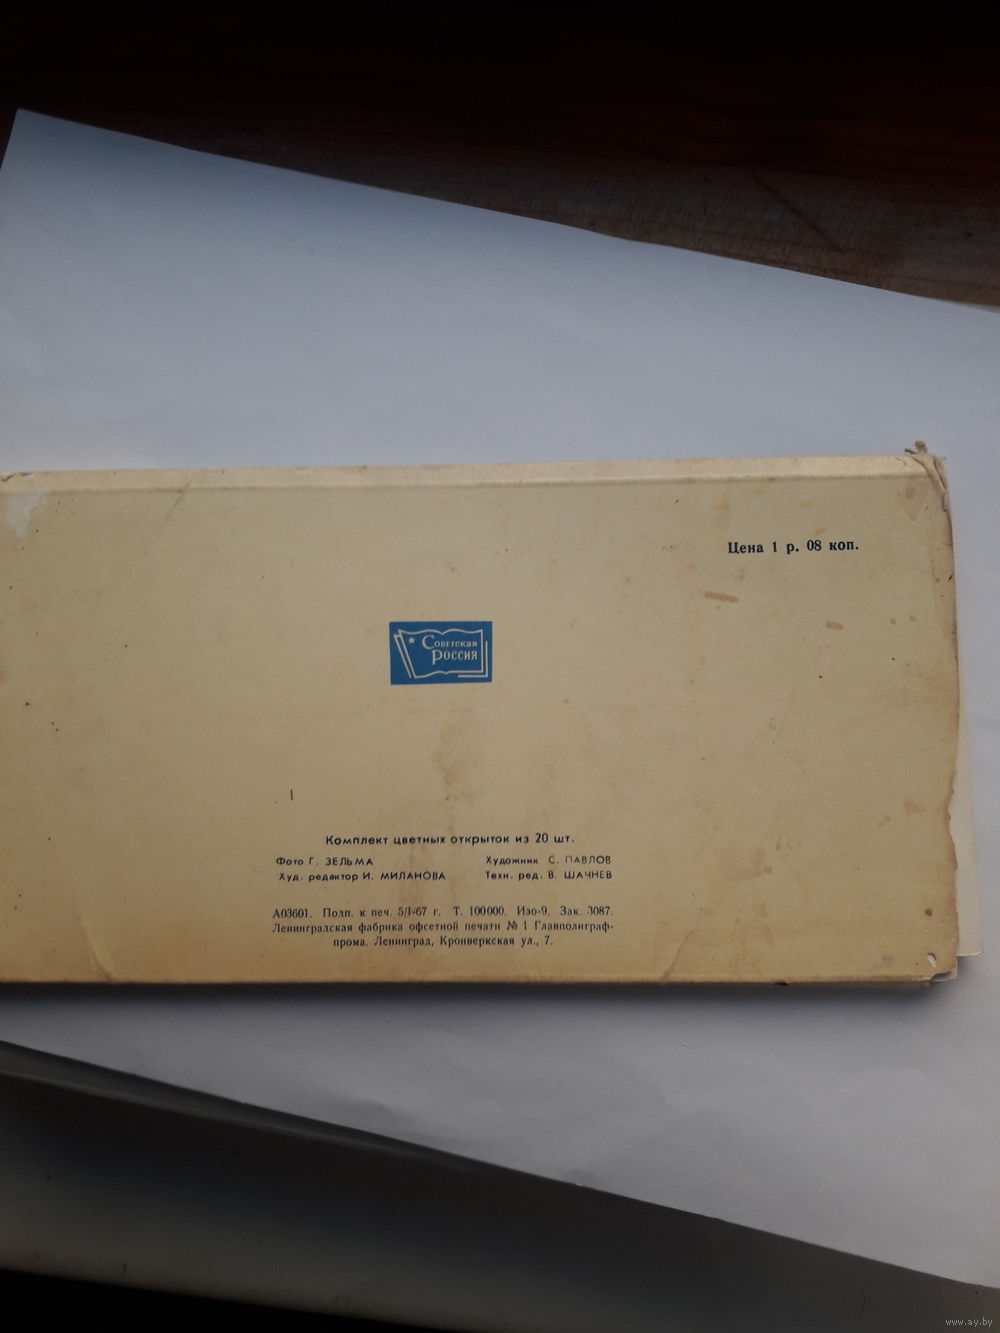 Цена 1 р. 08 коп.
Советская
Россия
Комплект цветных открыток из 20 шт.
Фото Г. ЗЕЛЬМА
Художник С. ПАВЛОВ
Худ. редактор И. МИЛАНОВА
Техн. ред. В. ШАЧНЕВ
А03601. Подп. к печ. 5/I-67 г. Т. 100000. Изо-9. Зак. 3087.
Ленинградская фабрика офсетной печати № 1 Главполиграф-
прома. Ленинград, Кронверкская ул., 7.
www.ay.by